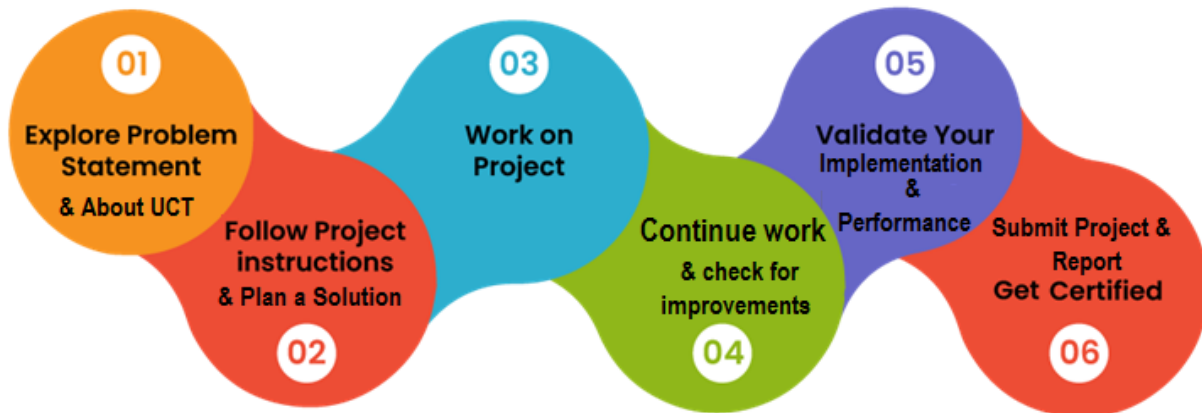 01
Explore Problem
Statement
& About UCT
Follow Project
instructions
& Plan a Solution
02
03
Work on
Project
Continue work
& check for
improvements
04
05
Validate Your
Implementation
&
Performance
Submit Project &
Report
Get Certified
06